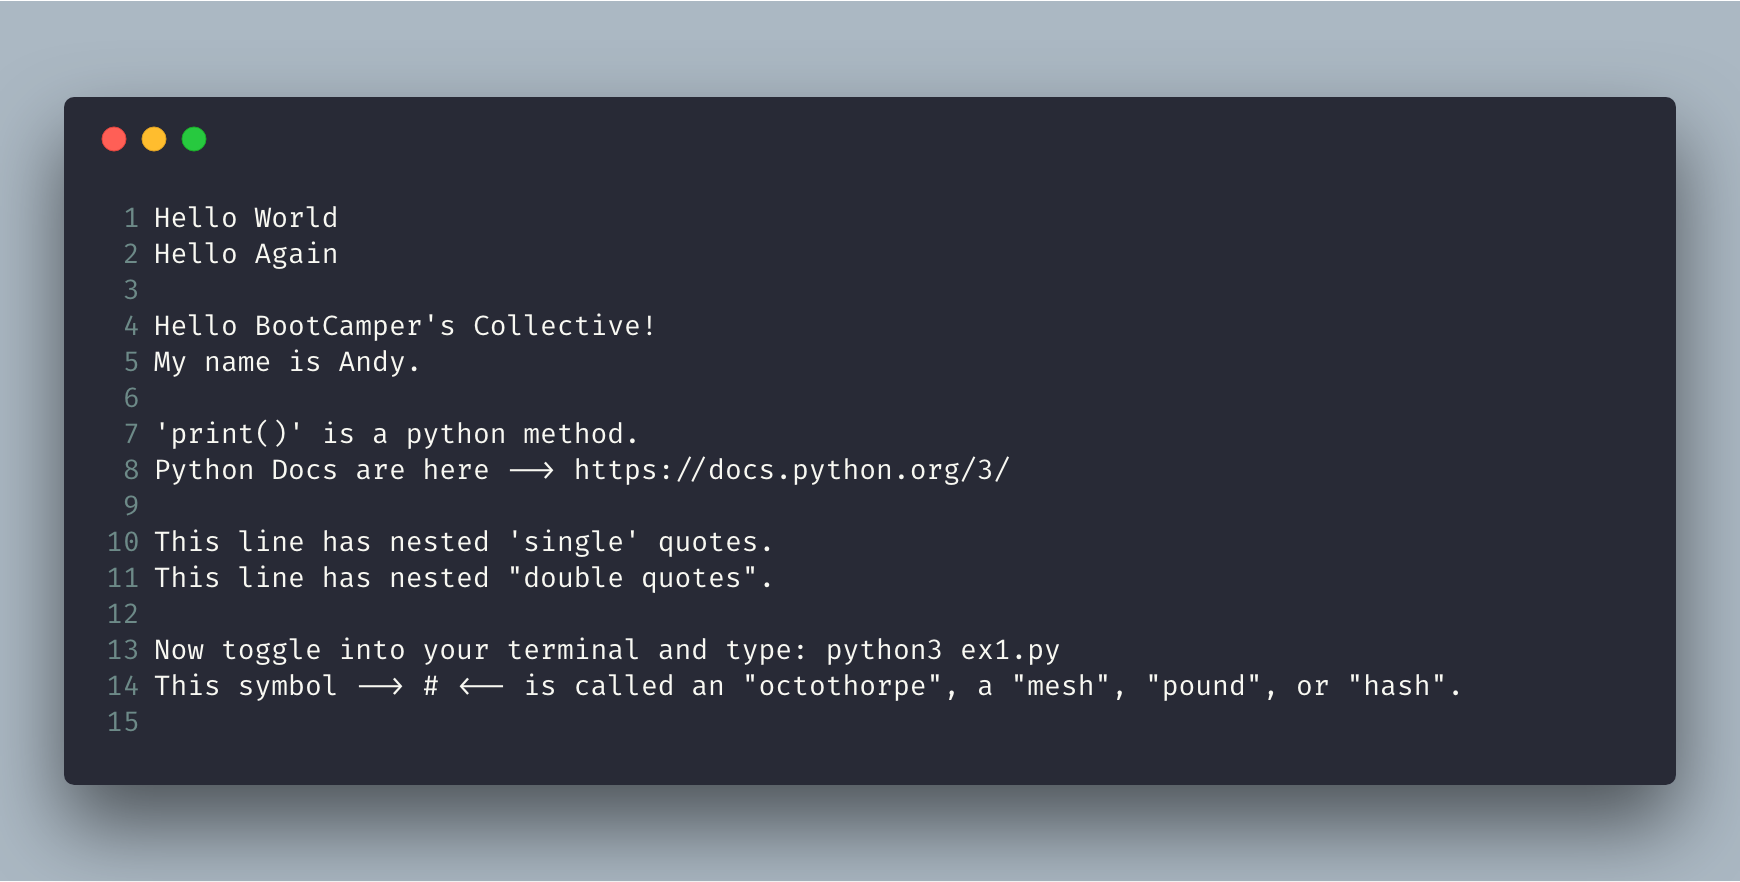 1 Hello World
2 Hello Again
3
4 Hello BootCamper's Collective!
5 My name is Andy.
6
7 'print()' is a python method.
8 Python Docs are here --> https://docs.python.org/3/
9
10 This line has nested 'single' quotes.
11 This line has nested "double quotes".
12
13 Now toggle into your terminal and type: python3 ex1.py
14 This symbol --> # <-- is called an "octothorpe", a "mesh", "pound", or "hash".
15